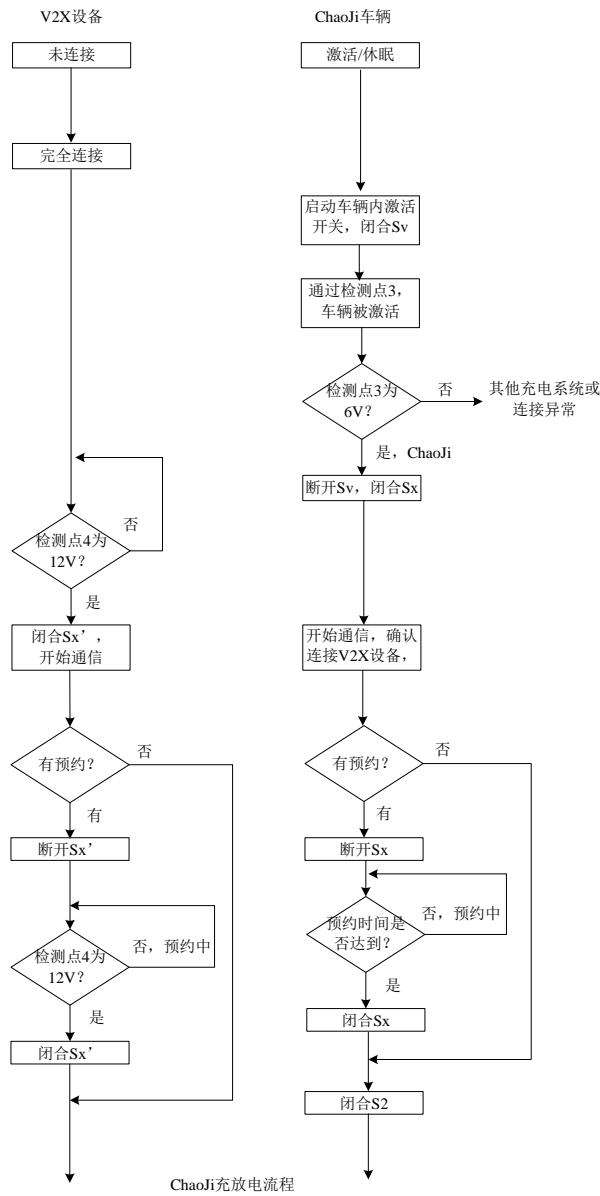 V2X设备
未连接
完全连接
否
检测点4为
12V?
是
闭合Sx’,
开始通信
有预约?
否
有
断开Sx’
检测点4为
12V?
否,预约中
是
闭合Sx’
ChaoJi车辆
激活/休眠
启动车辆内激活
开关,闭合Sv
通过检测点3,
车辆被激活
检测点3为
6V?
否
其他充电系统或
连接异常
是,ChaoJi
断开Sv,闭合Sx
开始通信,确认
连接V2X设备,
有预约?
否
有
断开Sx
预约时间是
否达到?
否,预约中
是
闭合Sx
闭合S2
ChaoJi充放电流程